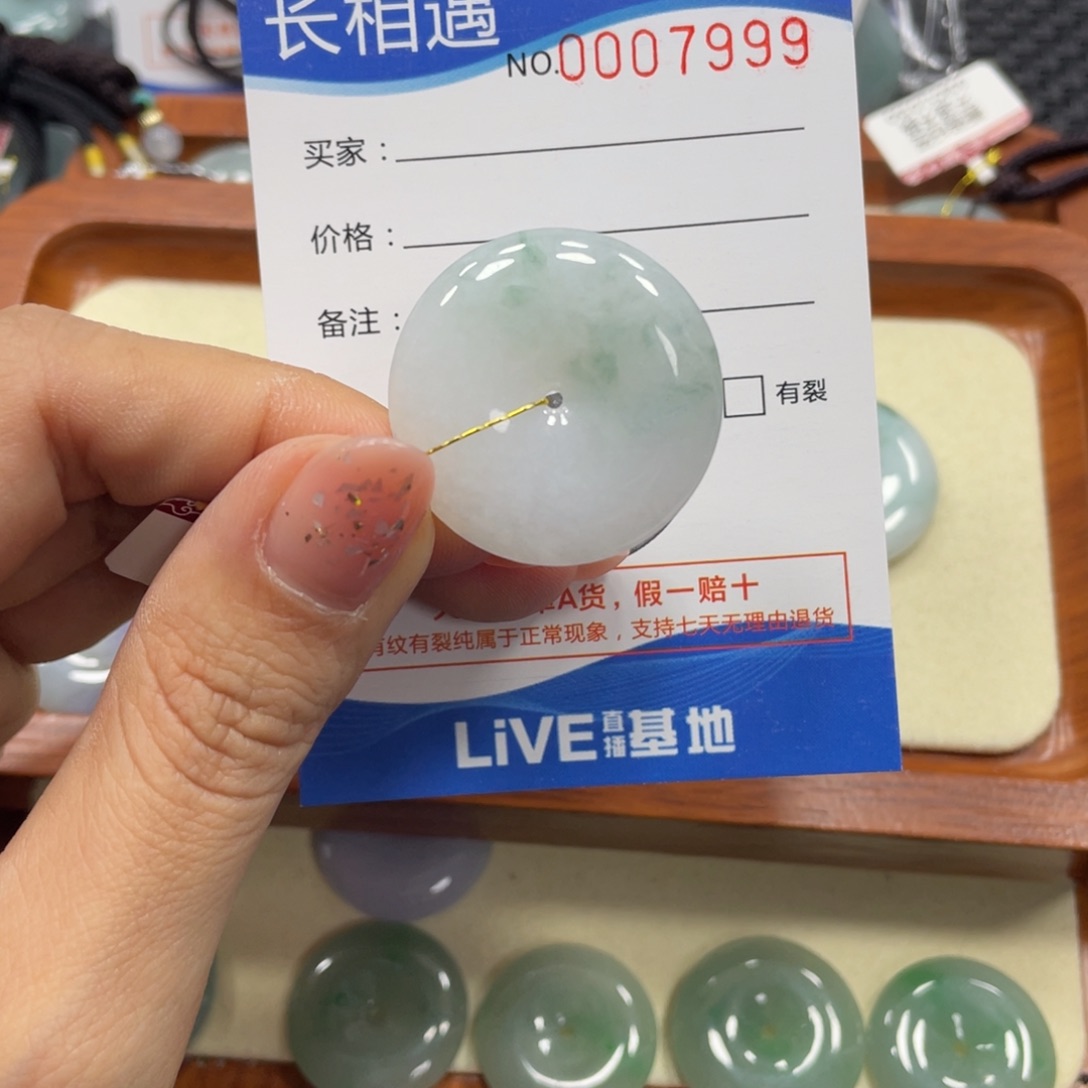 长相遇
NO.0007999
买家：
价格：
备注：
有裂
A货，假一赔十
纹有裂纯属于正常现象，支持七天无理由退货
LiVE直播基地